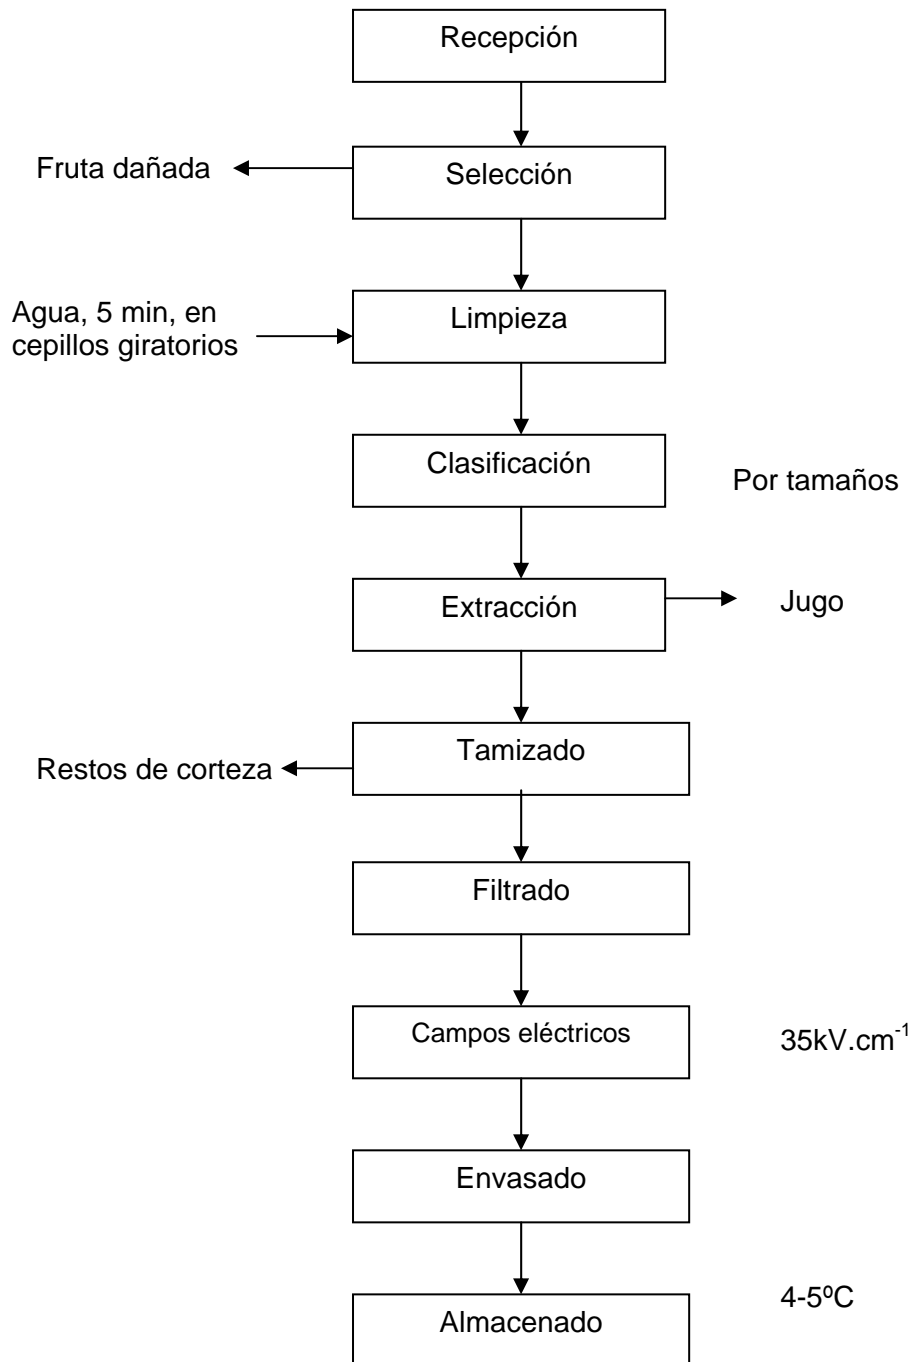 Recepción
Fruta dañada
Selección
Agua, 5 min, en
cepillos giratorios
Limpieza
Clasificación
Por tamaños
Extracción
Jugo
Tamizado
Restos de corteza
Filtrado
Campos eléctricos
35kV.cm⁻¹
Envasado
4-5ºC
Almacenado